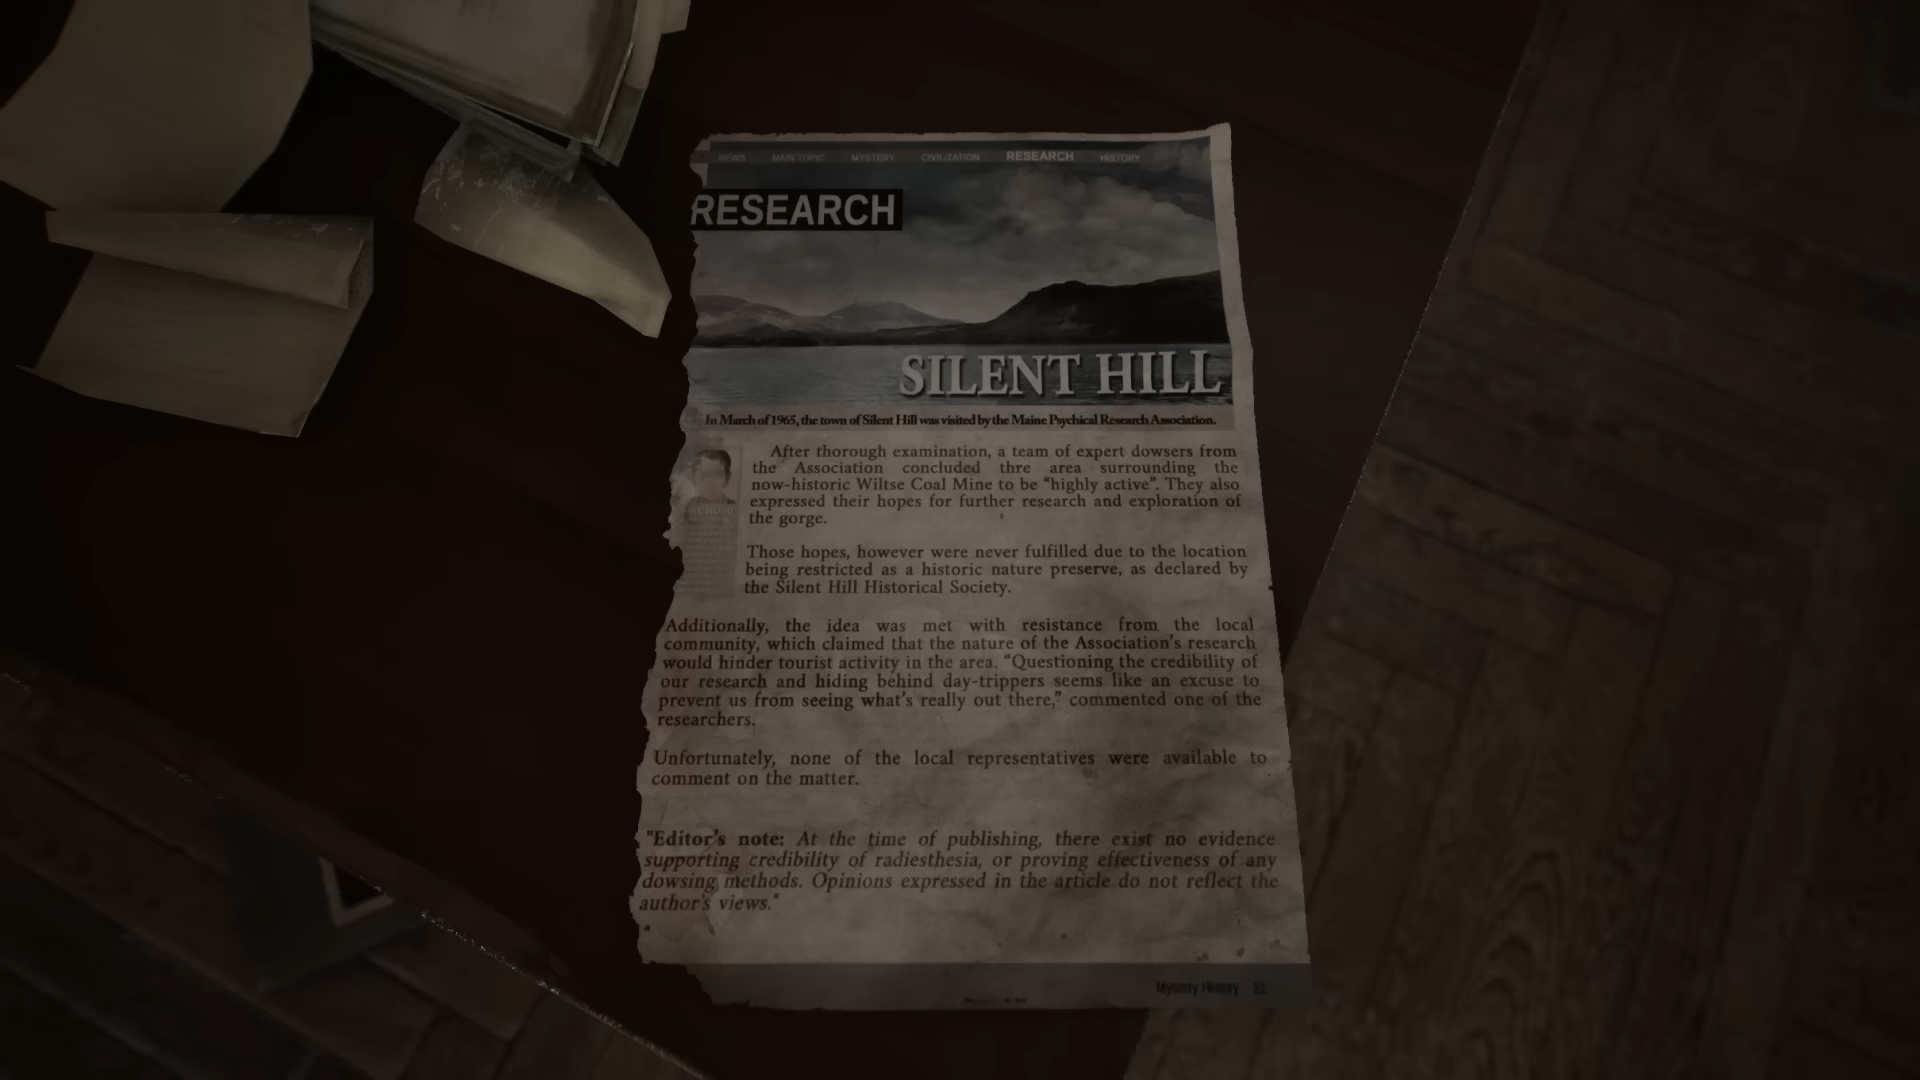 NEWS MAIN TOPIC MYSTERY CIVILIZATION RESEARCH HISTORY
RESEARCH
SILENT HILL
In March of 1965, the town of Silent Hill was visited by the Maine Psychical Research Association.
After thorough examination, a team of expert dowsers from
the Association concluded thre area surrounding the
now-historic Wiltse Coal Mine to be “highly active”. They also
expressed their hopes for further research and exploration of
the gorge.
Those hopes, however were never fulfilled due to the location
being restricted as a historic nature preserve, as declared by
the Silent Hill Historical Society.
Additionally, the idea was met with resistance from the local
community, which claimed that the nature of the Association's research
would hinder tourist activity in the area. “Questioning the credibility of
our research and hiding behind day-trippers seems like an excuse to
prevent us from seeing what's really out there,” commented one of the
researchers.
Unfortunately, none of the local representatives were available to
comment on the matter.
"Editor's note: At the time of publishing, there exist no evidence
supporting credibility of radiesthesia, or proving effectiveness of any
dowsing methods. Opinions expressed in the article do not reflect the
author's views."
Mystery History 22